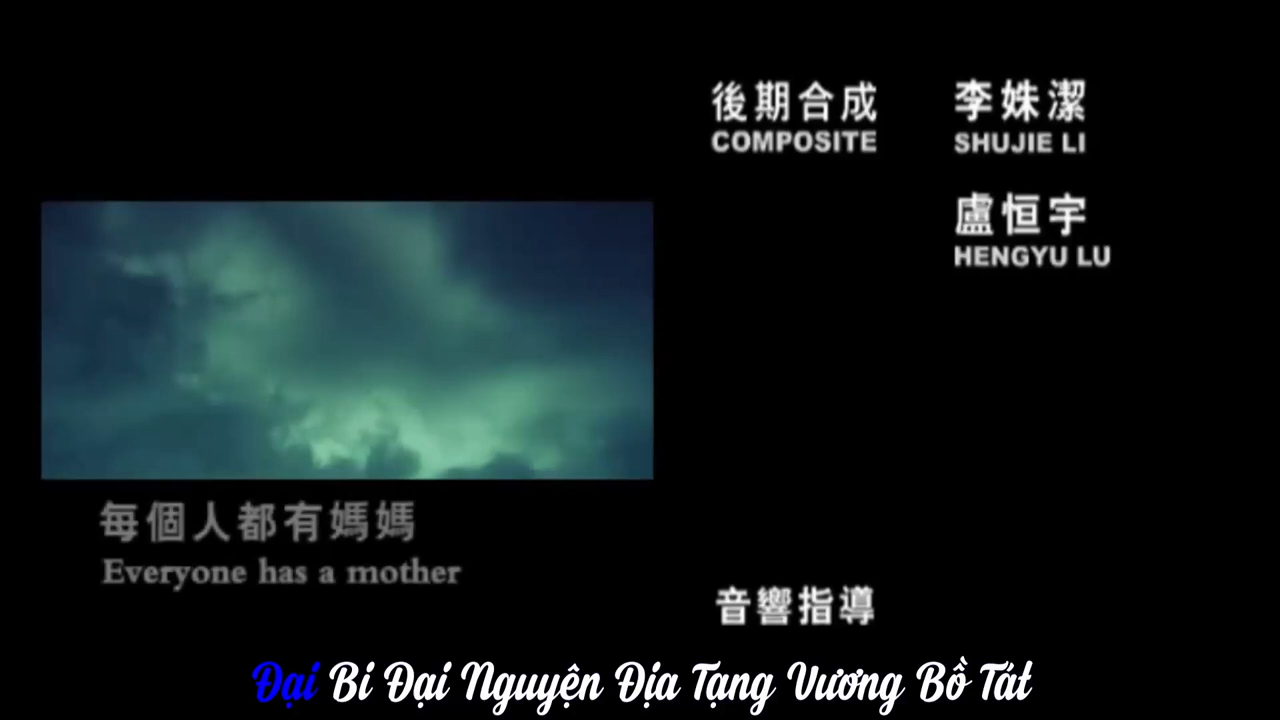 後期合成 李姝潔
COMPOSITE SHUJIE LI
盧恒宇
HENGYU LU
每個人都有媽媽
Everyone has a mother
音響指導
Đại Bi Đại Nguyện Địa Tạng Vương Bồ Tát